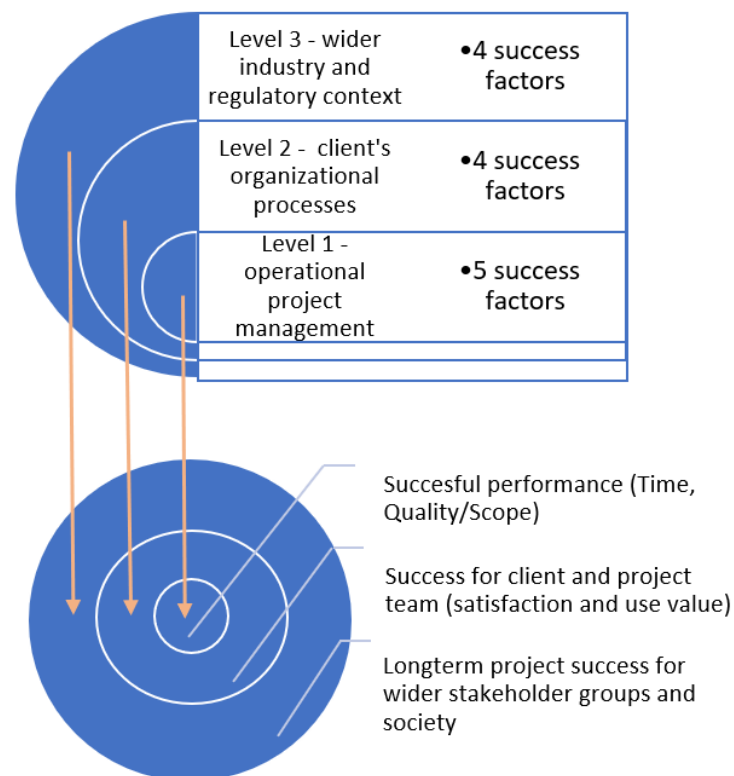 Level 3 - wider
industry and
regulatory context
•4 success
factors
Level 2 -  client's
organizational
processes
•4 success
factors
Level 1 -
operational
project
management
•5 success
factors
Succesful performance (Time,
Quality/Scope)
Success for client and project
team (satisfaction and use value)
Longterm project success for
wider stakeholder groups and
society